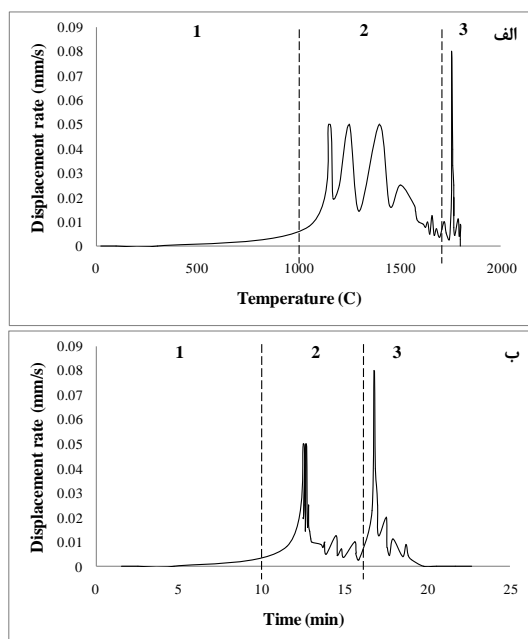 0.09
0.08
0.07
0.06
0.05
0.04
0.03
0.02
0.01
0
Displacement rate (mm/s)
1 2 3 الف
0 500 1000 1500 2000
Temperature (C)
0.09
0.08
0.07
0.06
0.05
0.04
0.03
0.02
0.01
0
Displacement rate (mm/s)
1 2 3 ب
0 5 10 15 20 25
Time (min)